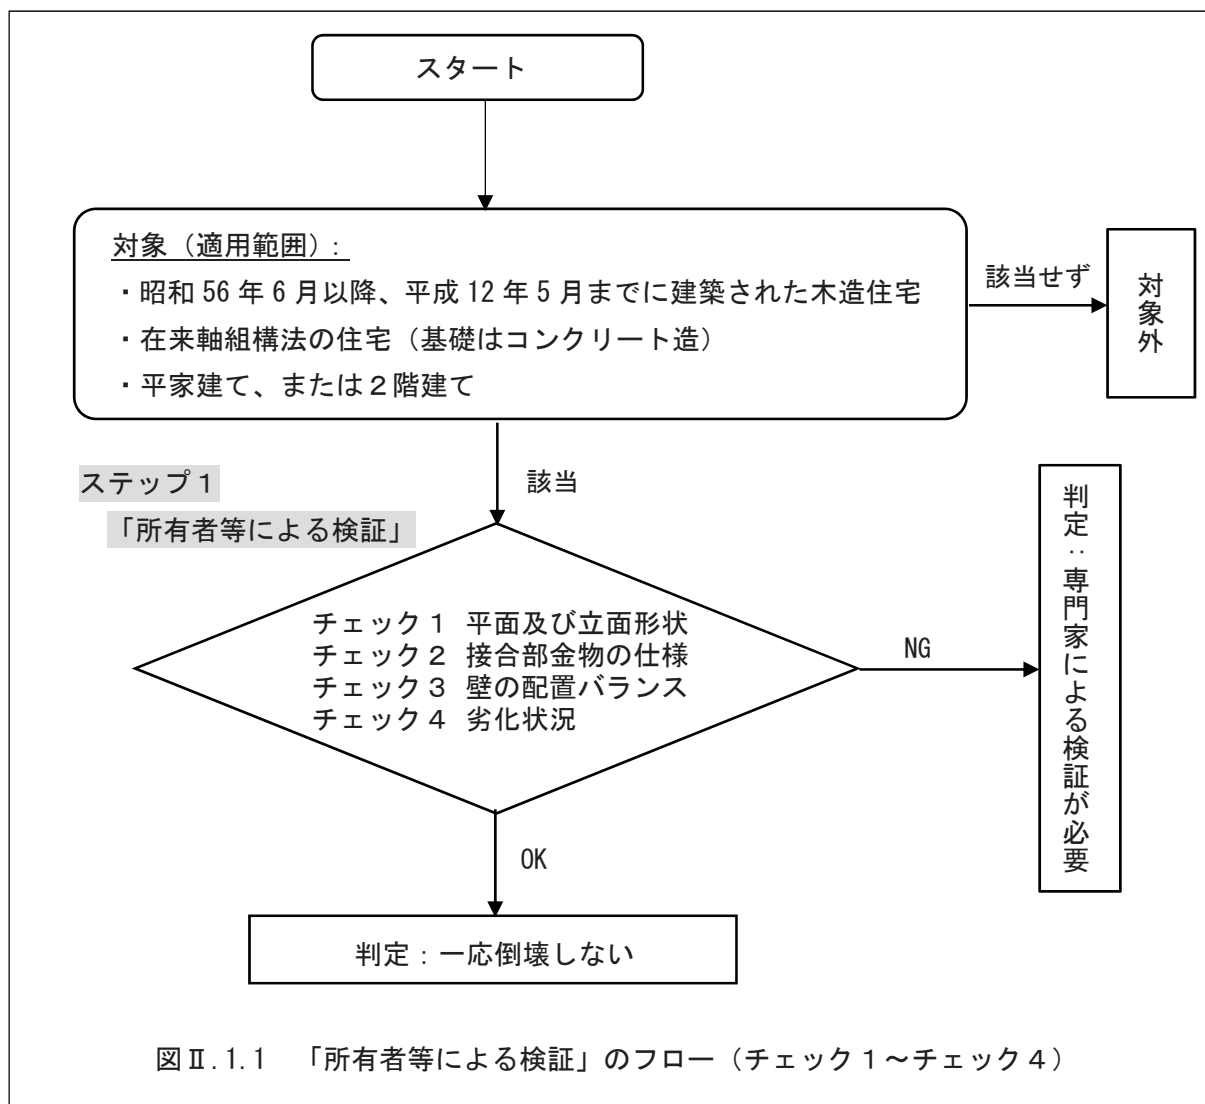 スタート
対象（適用範囲）：
・昭和 56 年 6 月以降、平成 12 年 5 月までに建築された木造住宅
・在来軸組構法の住宅（基礎はコンクリート造）
・平家建て、または２階建て
該当せず
対象外
ステップ１
「所有者等による検証」
該当
チェック１ 平面及び立面形状
チェック２ 接合部金物の仕様
チェック３ 壁の配置バランス
チェック４ 劣化状況
NG
判定：専門家による検証が必要
OK
判定：一応倒壊しない
図Ⅱ.1.1 「所有者等による検証」のフロー（チェック１～チェック４）